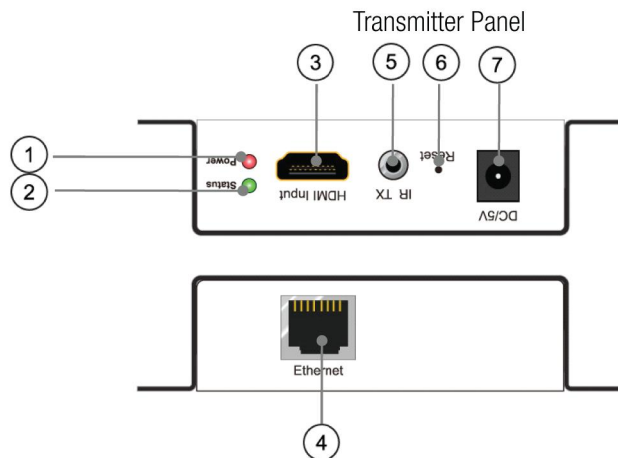 Transmitter Panel
3 5 6 7
1 Power
2 Status
HDMI Input
IR TX
Reset
DC/5V
Ethernet
4